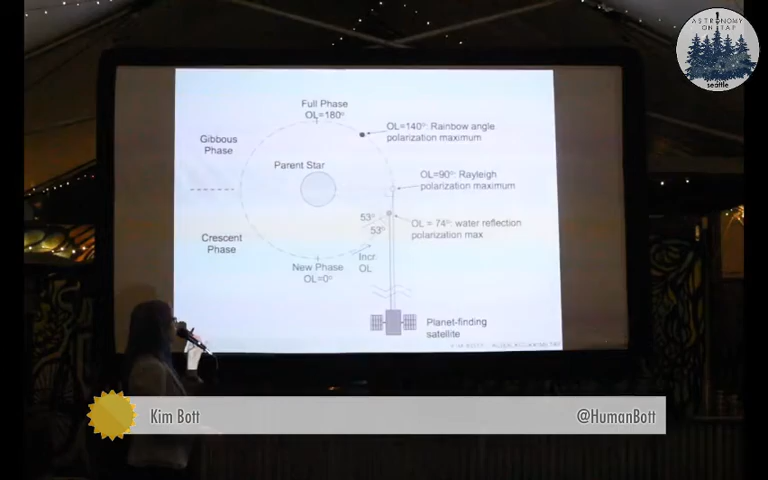 ASTRONOMY
ON TAP
seattle
Full Phase
OL=180°
OL=140°: Rainbow angle
polarization maximum
Gibbous
Phase
Parent Star
OL=90°: Rayleigh
polarization maximum
53°
53°
OL = 74°: water reflection
polarization max
Crescent
Phase
Incr
OL
New Phase
OL=0°
Planet-finding
satellite
Kim Bott
@HumanBott